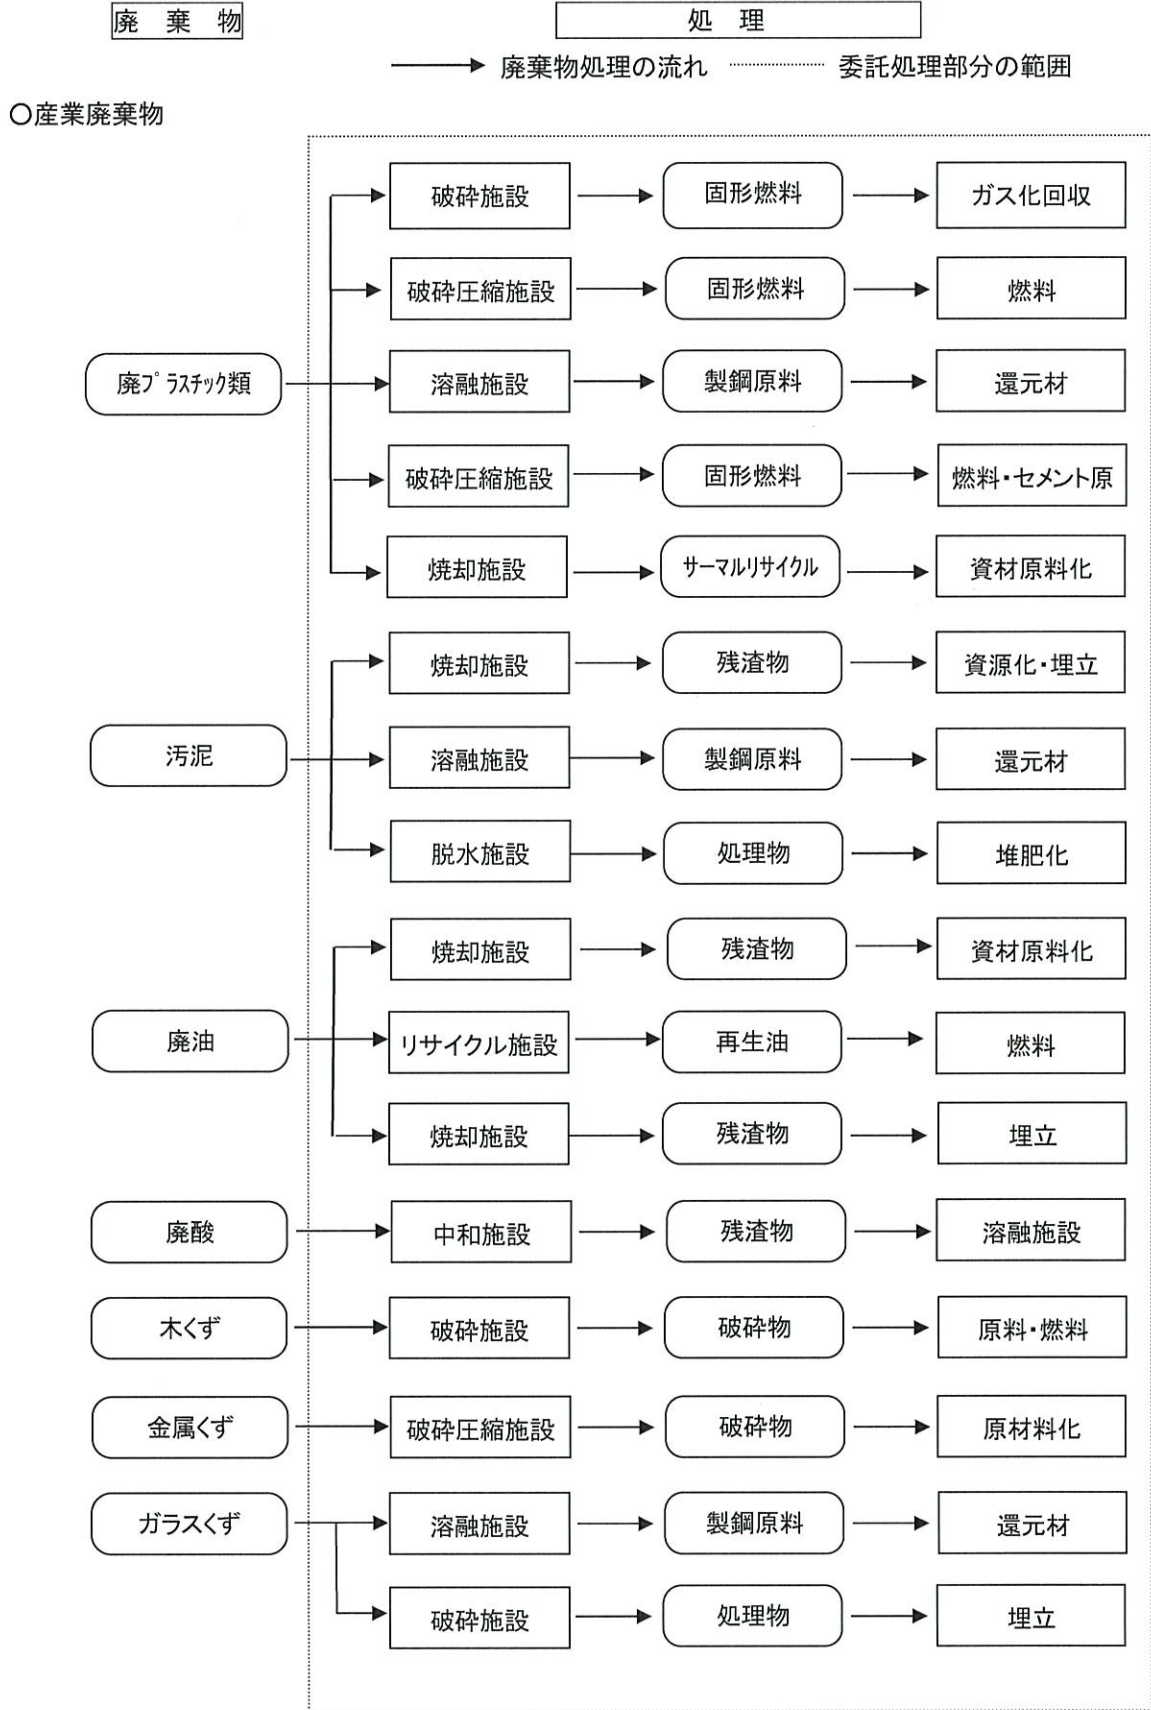 廃 棄 物
処 理
廃棄物処理の流れ
委託処理部分の範囲
○産業廃棄物
破砕施設 固形燃料 ガス化回収
破砕圧縮施設 固形燃料 燃料
廃プラスチック類 溶融施設 製鋼原料 還元材
破砕圧縮施設 固形燃料 燃料・セメント原
焼却施設 サーマルリサイクル 資材原料化
焼却施設 残渣物 資源化・埋立
汚泥 溶融施設 製鋼原料 還元材
脱水施設 処理物 堆肥化
焼却施設 残渣物 資材原料化
廃油 リサイクル施設 再生油 燃料
焼却施設 残渣物 埋立
廃酸 中和施設 残渣物 溶融施設
木くず 破砕施設 破砕物 原料・燃料
金属くず 破砕圧縮施設 破砕物 原材料化
ガラスくず 溶融施設 製鋼原料 還元材
破砕施設 処理物 埋立